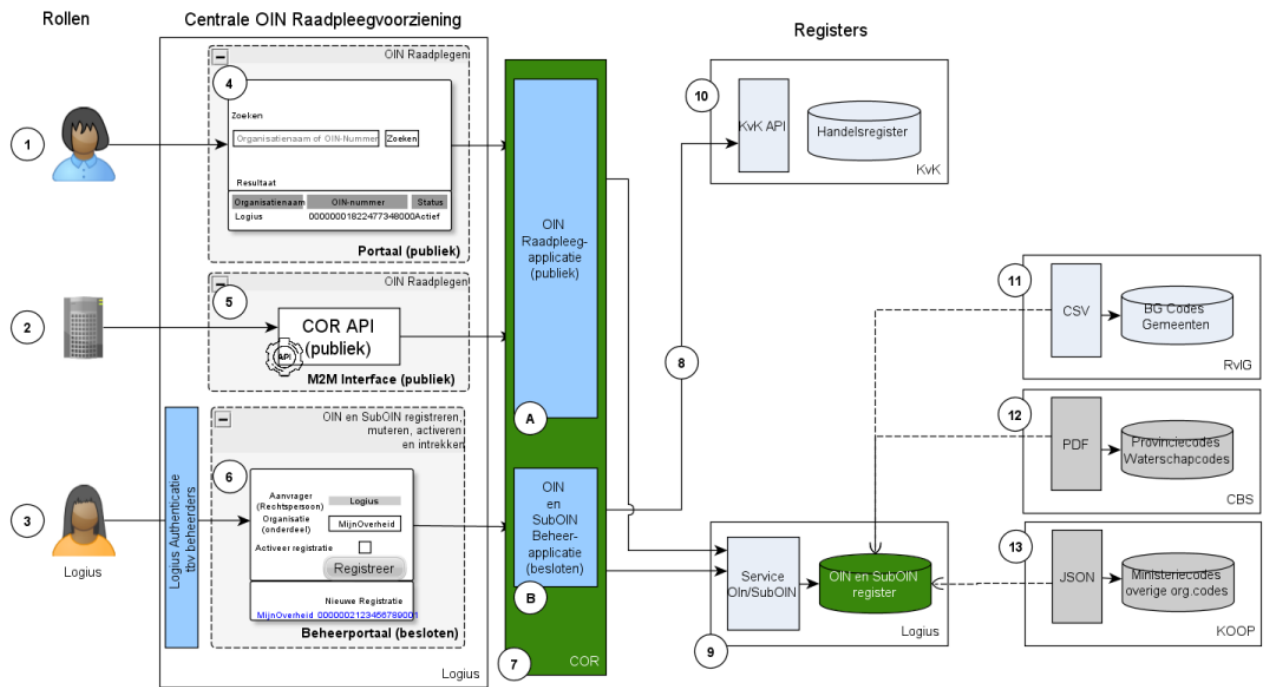 Rollen
Centrale OIN Raadpleegvoorziening
Registers
1
2
3
Logius
OIN Raadplegen
4
Zoeken
Organisatienaam of OIN-Nummer
Zoeken
Resultaat
Organisatienaam OIN-nummer Status
Logius 00000001822477348000 Actief
Portaal (publiek)
OIN Raadplegen
5
COR API
(publiek)
API
M2M Interface (publiek)
Logius Authenticatie
tbv beheerders
OIN en SubOIN registreren,
muteren, activeren
en intrekken
6
Aanvrager
(Rechtspersoon)
Logius
Organisatie
(onderdeel)
MijnOverheid
Activeer registratie
Registreer
Nieuwe Registratie
MijnOverheid 0000002123456789001
Beheerportaal (besloten)
Logius
OIN
Raadpleeg-
applicatie
(publiek)
A
OIN
en
SubOIN
Beheer-
applicatie
(besloten)
B
7
COR
8
10
KvK API
Handelsregister
KvK
11
CSV
BG Codes
Gemeenten
RvIG
12
PDF
Provinciecodes
Waterschapcodes
CBS
13
JSON
Ministeriecodes
overige org.codes
KOOP
Service
OIn/SubOIN
OIN en SubOIN
register
Logius
9